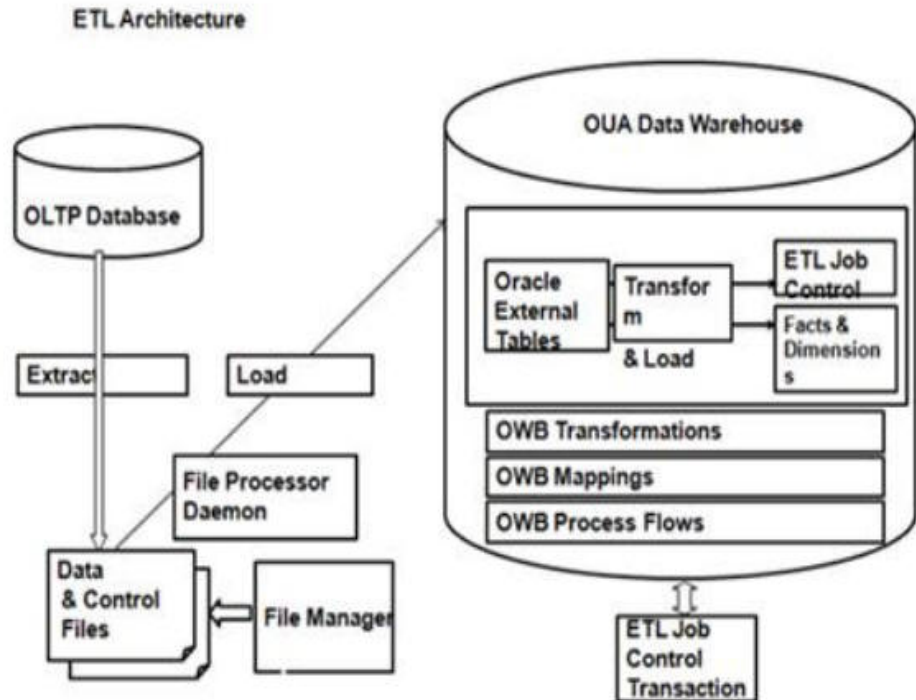 ETL Architecture
OUA Data Warehouse
OLTP Database
Oracle
External
Tables
Transfor
m
& Load
ETL Job
Control
Facts &
Dimension
s
Extract
Load
OWB Transformations
OWB Mappings
OWB Process Flows
File Processor
Daemon
Data
& Control
Files
File Manager
ETL Job
Control
Transaction